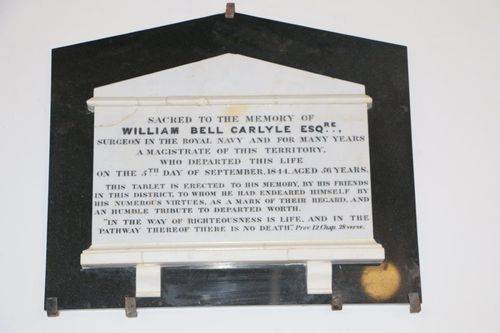 SACRED TO THE MEMORY OF
WILLIAM BELL CARLYLE ESQRE.,
SURGEON IN THE ROYAL NAVY AND FOR MANY YEARS
A MAGISTRATE OF THIS TERRITORY,
WHO DEPARTED THIS LIFE
ON THE 5TH DAY OF SEPTEMBER, 1844. AGED 56 YEARS.
THIS TABLET IS ERECTED TO HIS MEMORY, BY HIS FRIENDS
IN THIS DISTRICT, TO WHOM HE HAD ENDEARED HIMSELF BY
HIS NUMEROUS VIRTUES, AS A MARK OF THEIR REGARD, AND
AN HUMBLE TRIBUTE TO DEPARTED WORTH.
"IN THE WAY OF RIGHTEOUSNESS IS LIFE, AND IN THE
PATHWAY THEREOF THERE IS NO DEATH". Prov 12 Chap. 28 verse.